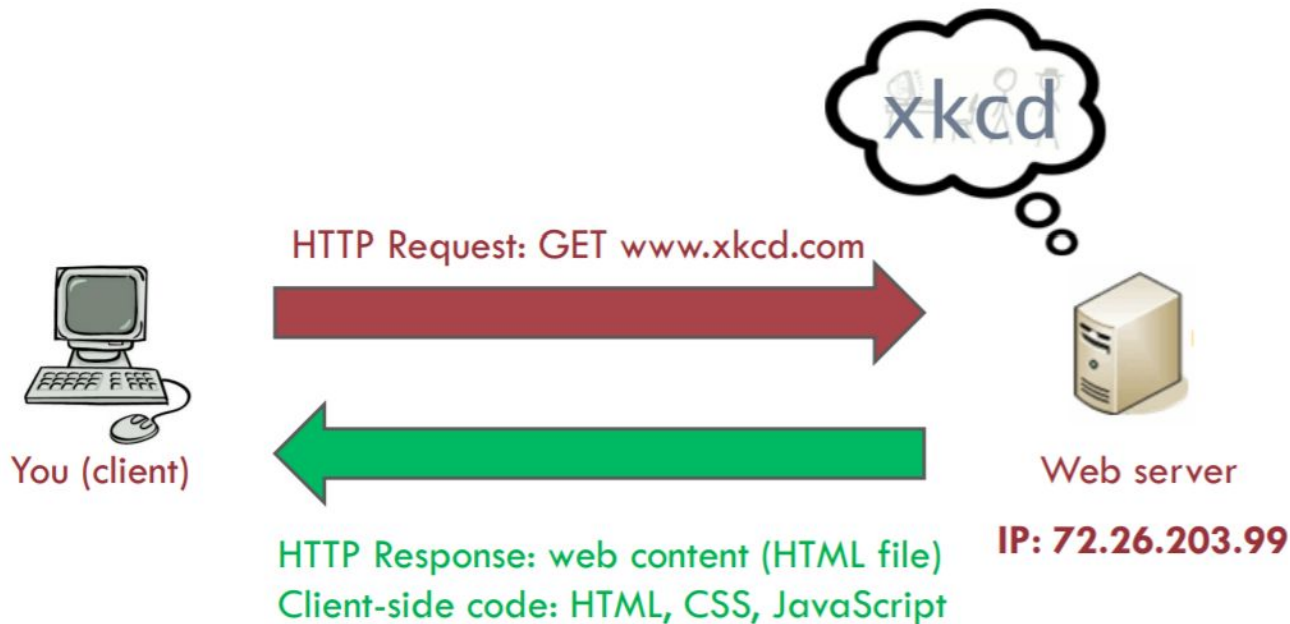 xkcd
HTTP Request: GET www.xkcd.com
You (client)
Web server
IP: 72.26.203.99
HTTP Response: web content (HTML file)
Client-side code: HTML, CSS, JavaScript